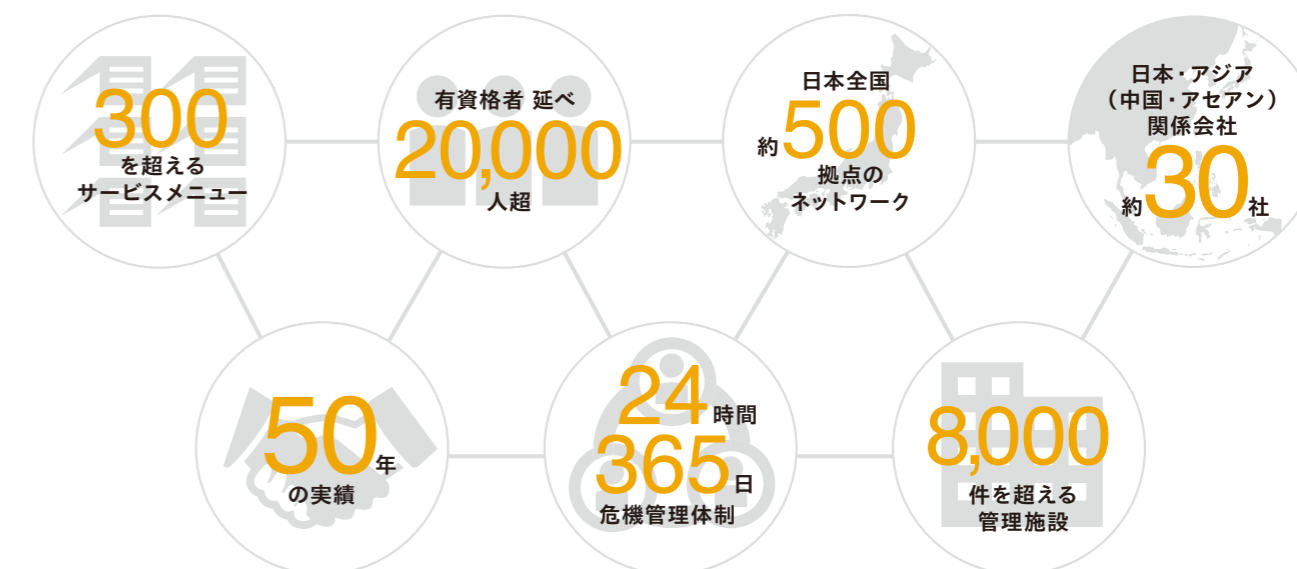 300
を超える
サービスメニュー
有資格者 延べ
20,000
人超
日本全国
約500
拠点の
ネットワーク
日本・アジア
（中国・アセアン）
関係会社
約30社
50年
の実績
24時間
365日
危機管理体制
8,000
件を超える
管理施設